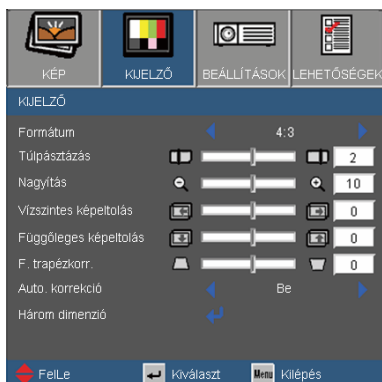 KÉP KIJELZŐ BEÁLLÍTÁSOK LEHETŐSÉGEK
KIJELZŐ
Formátum 4:3
Túlpásztázás 2
Nagyítás 10
Vízszintes képeltolás 0
Függőleges képeltolás 0
F. trapézkorr. 0
Auto. korrekció Be
Három dimenzió
FelLe Kiválaszt Menu Kilépés